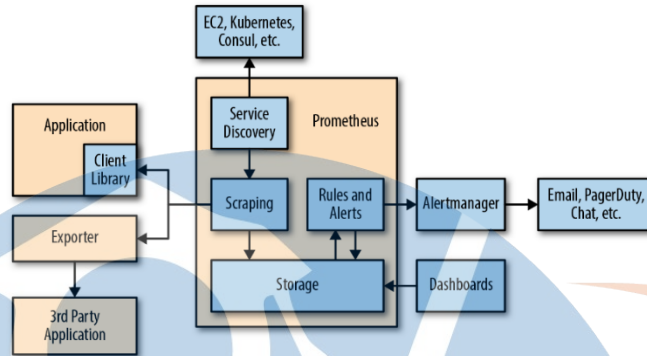 EC2, Kubernetes,
Consul, etc.
Application
Client
Library
Service
Discovery
Prometheus
Scraping
Rules and
Alerts
Alertmanager
Email, PagerDuty,
Chat, etc.
Exporter
Storage
Dashboards
3rd Party
Application